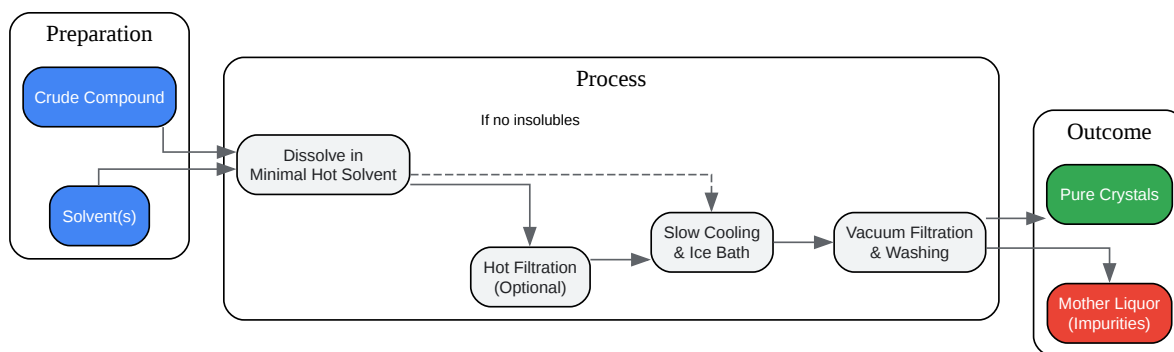 Preparation
Crude Compound
Solvent(s)
Process
If no insolubles
Dissolve in
Minimal Hot Solvent
Hot Filtration
(Optional)
Slow Cooling
& Ice Bath
Vacuum Filtration
& Washing
Outcome
Pure Crystals
Mother Liquor
(Impurities)